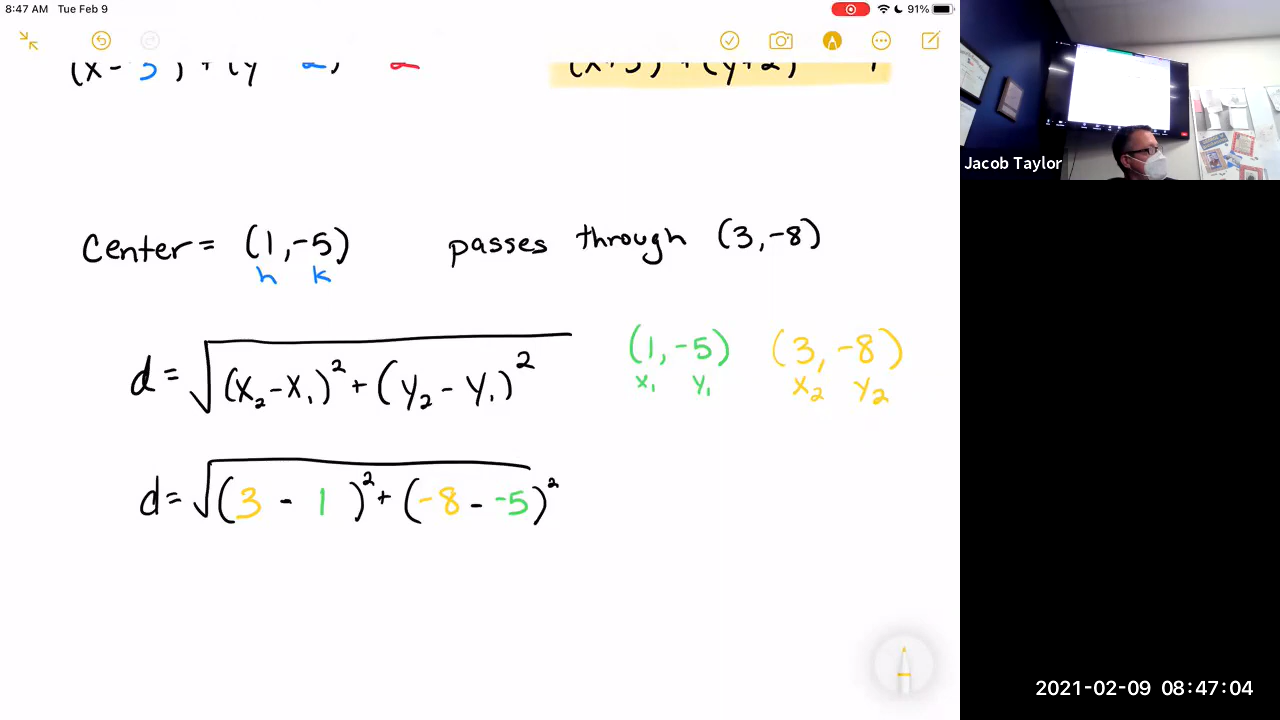 8:47 AM Tue Feb 9 91%
Jacob Taylor
Center = (1, -5) passes through (3, -8)
h k
d = √(x₂ - x₁)² + (y₂ - y₁)² (1, -5) (3, -8)
x₁ y₁ x₂ y₂
d = √(3 - 1)² + (-8 - -5)²
2021-02-09 08:47:04